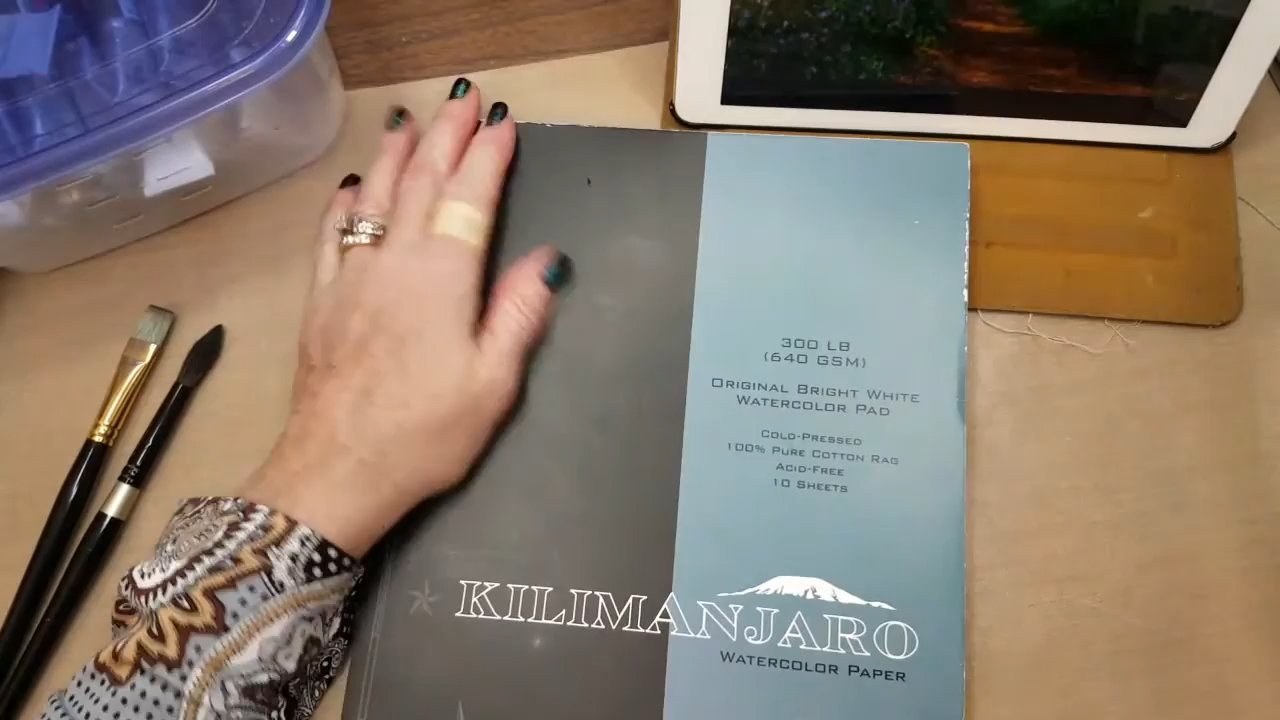 300 LB
(640 GSM)
ORIGINAL BRIGHT WHITE
WATERCOLOR PAD
COLD-PRESSED
100% PURE COTTON RAG
ACID-FREE
10 SHEETS
KILIMANJARO
WATERCOLOR PAPER